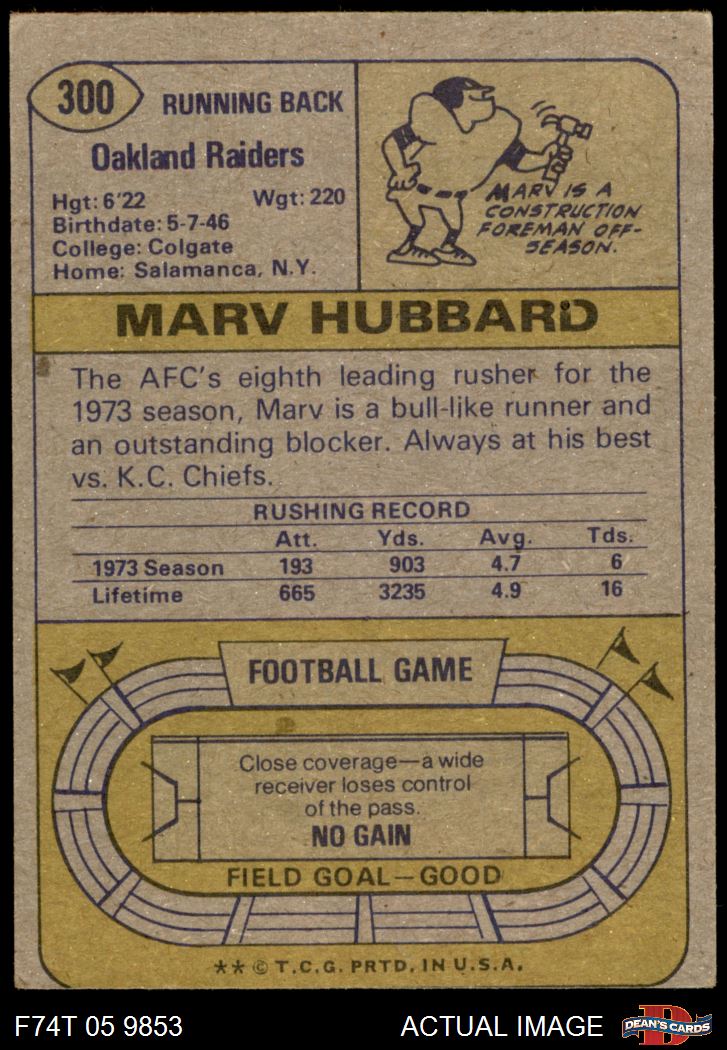 300
RUNNING BACK
Oakland Raiders
Hgt: 6'22
Wgt: 220
Birthdate: 5-7-46
College: Colgate
Home: Salamanca, N.Y.
MARV IS A
CONSTRUCTION
FOREMAN OFF-
SEASON.
MARV HUBBARD
The AFC's eighth leading rusher for the
1973 season, Marv is a bull-like runner and
an outstanding blocker. Always at his best
vs. K.C. Chiefs.
RUSHING RECORD
Att. Yds. Avg. Tds.
1973 Season 193 903 4.7 6
Lifetime 665 3235 4.9 16
FOOTBALL GAME
Close coverage—a wide
receiver loses control
of the pass.
NO GAIN
FIELD GOAL—GOOD
** © T.C.G. PRTD. IN U.S.A.
F74T 05 9853
ACTUAL IMAGE
D
DEAN'S CARDS